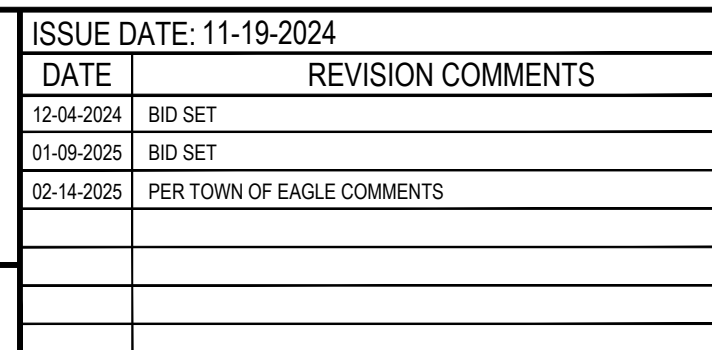 ISSUE DATE: 11-19-2024
DATE REVISION COMMENTS
12-04-2024 BID SET
01-09-2025 BID SET
02-14-2025 PER TOWN OF EAGLE COMMENTS